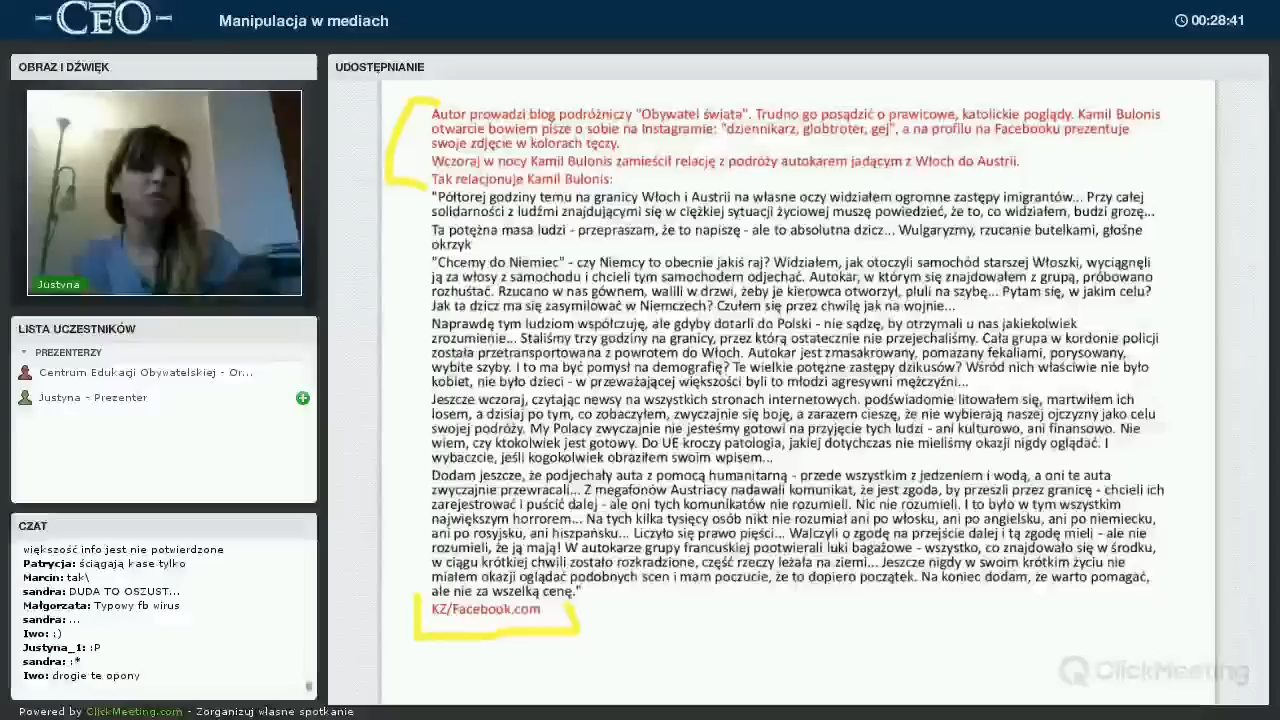 CEO
Manipulacja w mediach
00:28:41
OBRAZ I DŹWIĘK
Justyna
LISTA UCZESTNIKÓW
PREZENTERZY
Centrum Edukacji Obywatelskiej - Or...
Justyna - Prezenter
CZAT
większość info jest nie potwierdzone
Patrycja: ściągają kase tylko
Marcin: tak\
sandra: DUDA TO OSZUST...
Małgorzata: Typowy fb wirus
sandra: ...
Iwo: ;)
Justyna_1: :P
sandra: :*
Iwo: drogie te opony
UDOSTĘPNIANIE
Autor prowadzi blog podróżniczy "Obywatel świata". Trudno go posądzić o prawicowe, katolickie poglądy. Kamil Bulonis
otwarcie bowiem pisze o sobie na Instagramie: "dziennikarz, globtroter, gej", a na profilu na Facebooku prezentuje
swoje zdjęcie w kolorach tęczy.
Wczoraj w nocy Kamil Bulonis zamieścił relację z podróży autokarem jadącym z Włoch do Austrii.
Tak relacjonuje Kamil Bulonis:
"Półtorej godziny temu na granicy Włoch i Austrii na własne oczy widziałem ogromne zastępy imigrantów... Przy całej
solidarności z ludźmi znajdującymi się w ciężkiej sytuacji życiowej muszę powiedzieć, że to, co widziałem, budzi grozę...
Ta potężna masa ludzi - przepraszam, że to napiszę - ale to absolutna dzicz... Wulgaryzmy, rzucanie butelkami, głośne
okrzyk
"Chcemy do Niemiec" - czy Niemcy to obecnie jakiś raj? Widziałem, jak otoczyli samochód starszej Włoszki, wyciągnęli
ją za włosy z samochodu i chcieli tym samochodem odjechać. Autokar, w którym się znajdowałem z grupą, próbowano
rozhuśtać. Rzucano w nas gównem, walili w drzwi, żeby je kierowca otworzył, pluli na szybę... Pytam się, w jakim celu?
Jak ta dzicz ma się zasymilować w Niemczech? Czułem się przez chwilę jak na wojnie...
Naprawdę tym ludziom współczuję, ale gdyby dotarli do Polski - nie sądzę, by otrzymali u nas jakiekolwiek
zrozumienie... Staliśmy trzy godziny na granicy, przez którą ostatecznie nie przejechaliśmy. Cała grupa w kordonie policji
została przetransportowana z powrotem do Włoch. Autokar jest zmasakrowany, pomazany fekaliami, porysowany,
wybite szyby. I to ma być pomysł na demografię? Te wielkie potężne zastępy dzikusów? Wśród nich właściwie nie było
kobiet, nie było dzieci - w przeważającej większości byli to młodzi agresywni mężczyźni...
Jeszcze wczoraj, czytając newsy na wszystkich stronach internetowych. podświadomie litowałem się, martwiłem ich
losem, a dzisiaj po tym, co zobaczyłem, zwyczajnie się boję, a zarazem cieszę, że nie wybierają naszej ojczyzny jako celu
swojej podróży. My Polacy zwyczajnie nie jesteśmy gotowi na przyjęcie tych ludzi - ani kulturowo, ani finansowo. Nie
wiem, czy ktokolwiek jest gotowy. Do UE kroczy patologia, jakiej dotychczas nie mieliśmy okazji nigdy oglądać. I
wybaczcie, jeśli kogokolwiek obraziłem swoim wpisem...
Dodam jeszcze, że podjechały auta z pomocą humanitarną - przede wszystkim z jedzeniem i wodą, a oni te auta
zwyczajnie przewracali... Z megafonów Austriacy nadawali komunikat, że jest zgoda, by przeszli przez granicę - chcieli ich
zarejestrować i puścić dalej - ale oni tych komunikatów nie rozumieli. Nic nie rozumieli. I to było w tym wszystkim
największym horrorem... Na tych kilka tysięcy osób nikt nie rozumiał ani po włosku, ani po angielsku, ani po niemiecku,
ani po rosyjsku, ani hiszpańsku... Liczyło się prawo pięści... Walczyli o zgodę na przejście dalej i tą zgodę mieli - ale nie
rozumieli, że ją mają! W autokarze grupy francuskiej pootwierali luki bagażowe - wszystko, co znajdowało się w środku,
w ciągu krótkiej chwili zostało rozkradzione, część rzeczy leżała na ziemi... Jeszcze nigdy w swoim krótkim życiu nie
miałem okazji oglądać podobnych scen i mam poczucie, że to dopiero początek. Na koniec dodam, że warto pomagać,
ale nie za wszelką cenę."
KZ/Facebook.com
ClickMeeting
Powered by ClickMeeting.com - Zorganizuj własne spotkanie